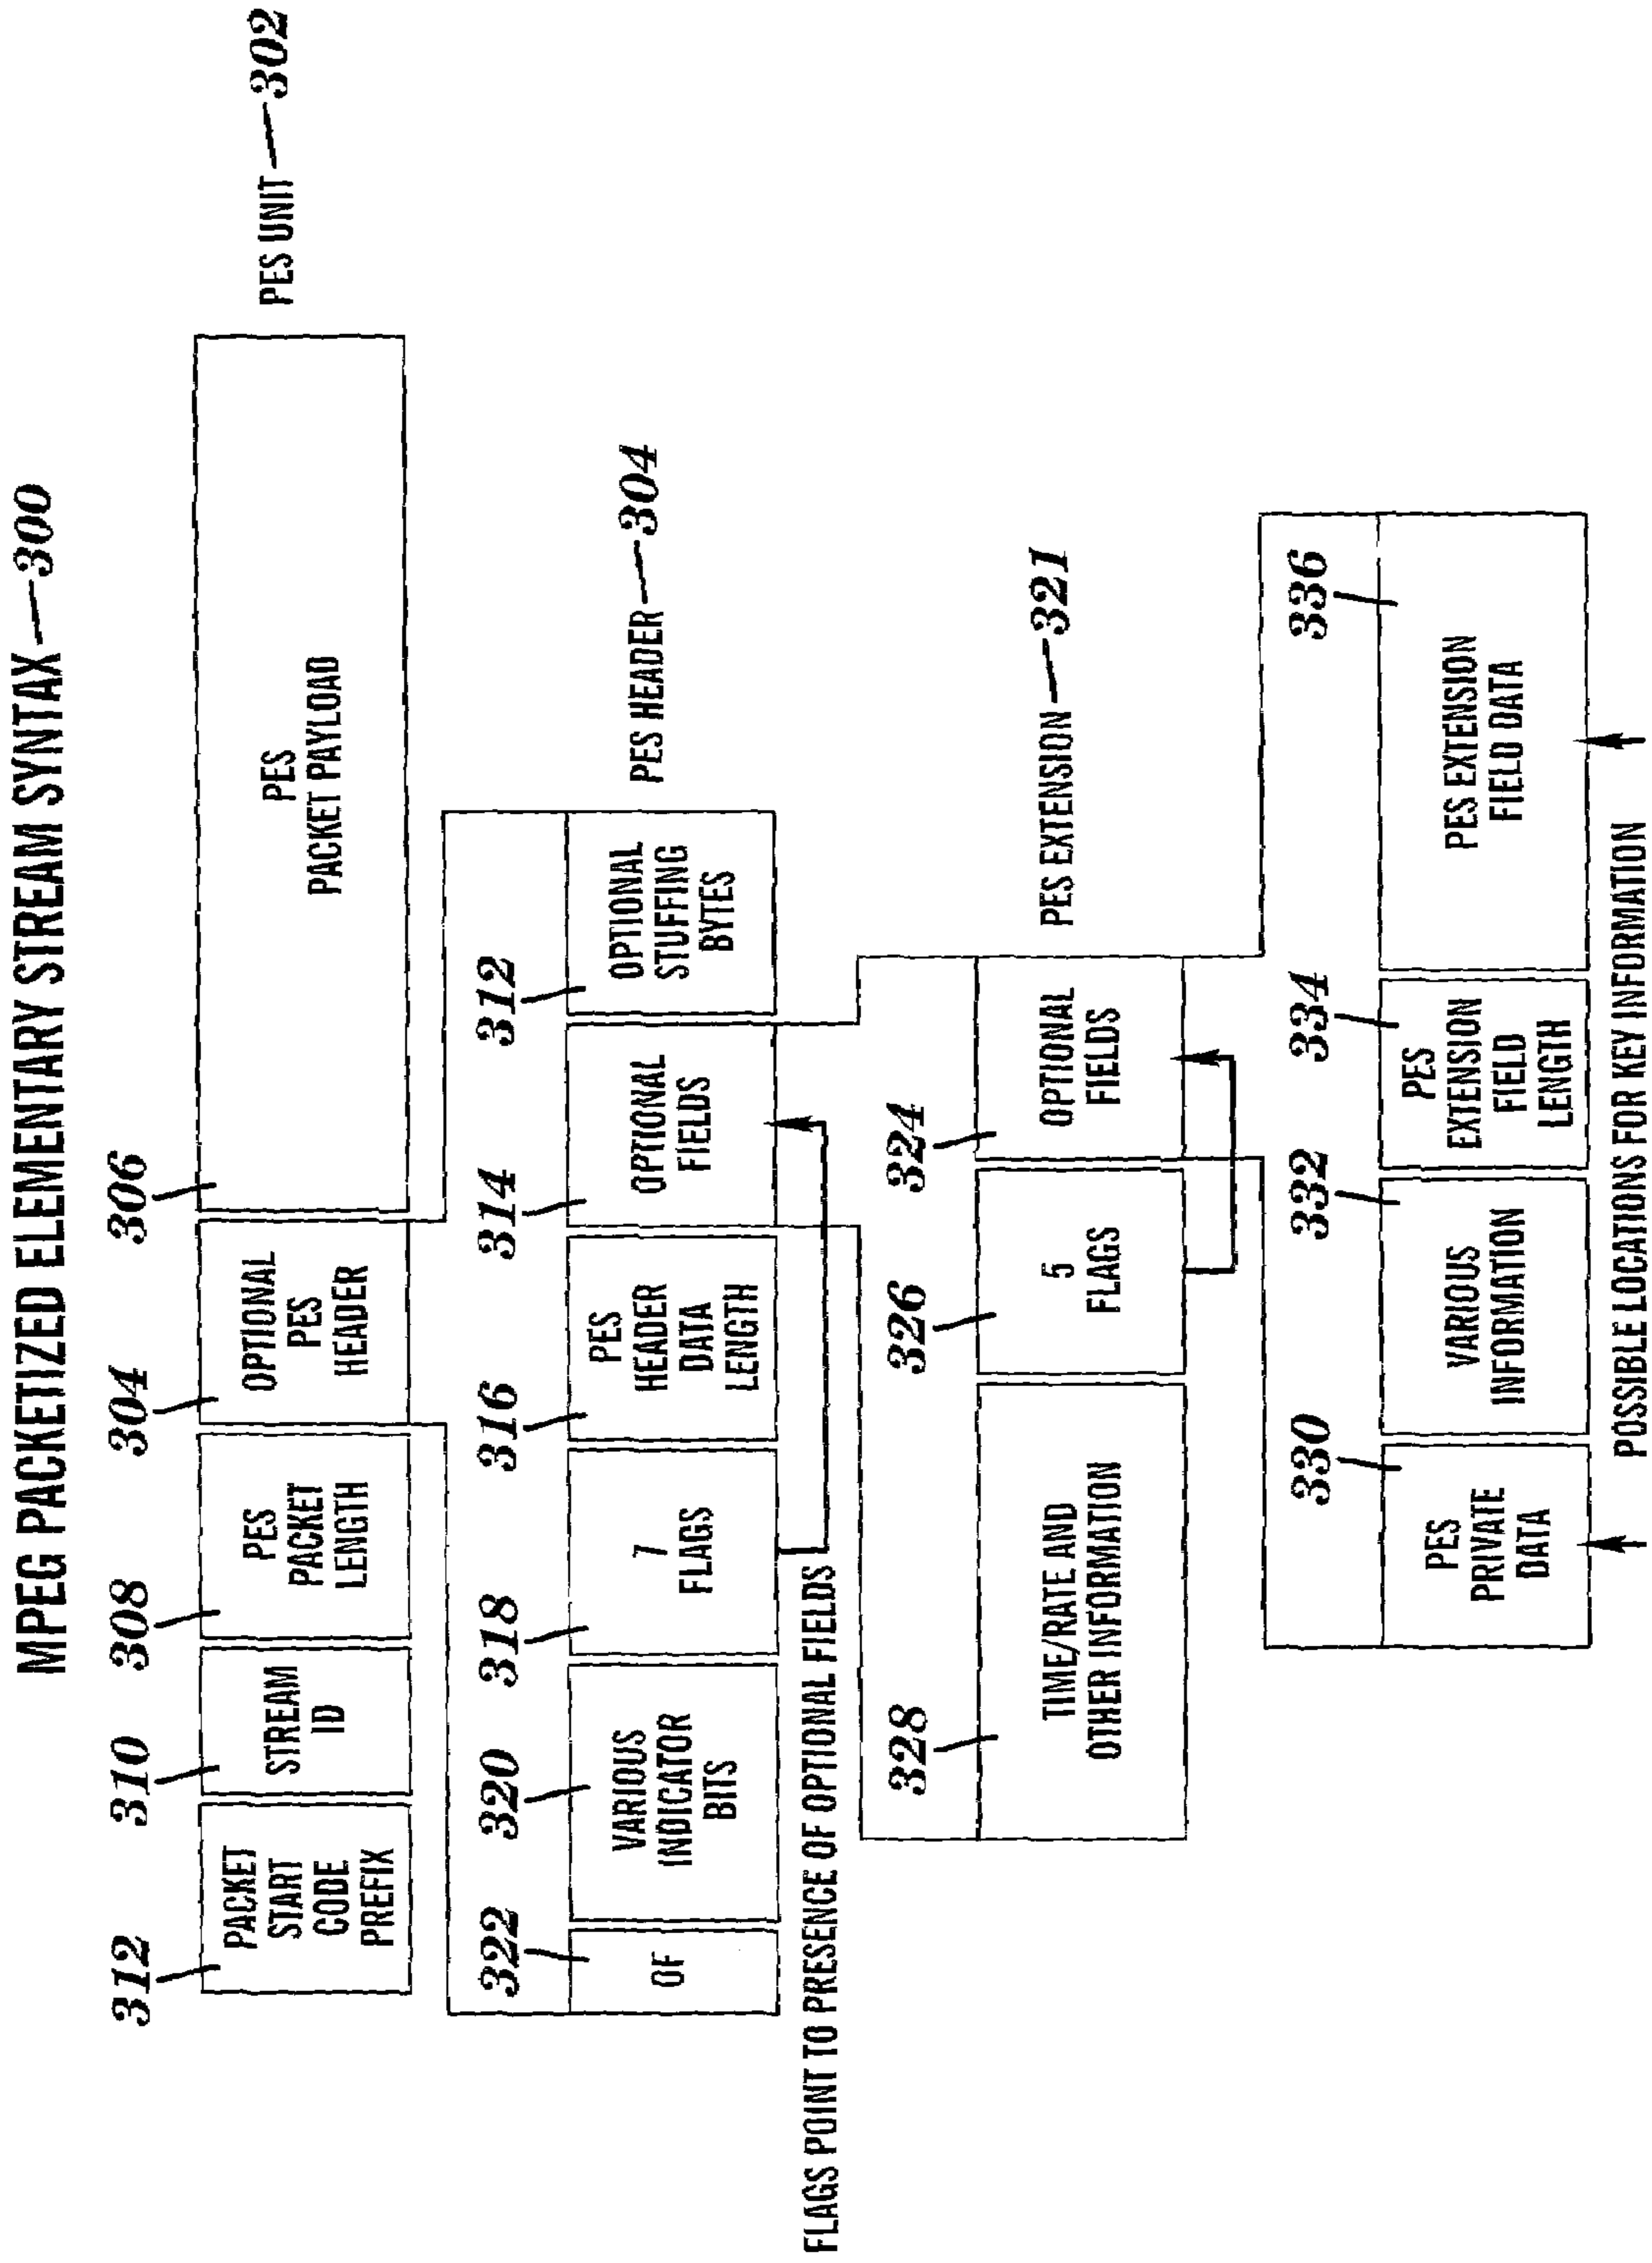 MPEG PACKETIZED ELEMENTARY STREAM SYNTAX—300
312
310
308
304
306
PACKET
START
CODE
PREFIX
STREAM
ID
PES
PACKET
LENGTH
OPTIONAL
PES
HEADER
PES
PACKET PAYLOAD
PES UNIT—302
322
320
318
316
314
312
OF
VARIOUS
INDICATOR
BITS
7
FLAGS
PES
HEADER
DATA
LENGTH
OPTIONAL
FIELDS
OPTIONAL
STUFFING
BYTES
PES HEADER—304
FLAGS POINT TO PRESENCE OF OPTIONAL FIELDS
328
326
324
TIME/RATE AND
OTHER INFORMATION
5
FLAGS
OPTIONAL
FIELDS
PES EXTENSION—321
330
332
334
336
PES
PRIVATE
DATA
VARIOUS
INFORMATION
PES
EXTENSION
FIELD
LENGTH
PES EXTENSION
FIELD DATA
POSSIBLE LOCATIONS FOR KEY INFORMATION